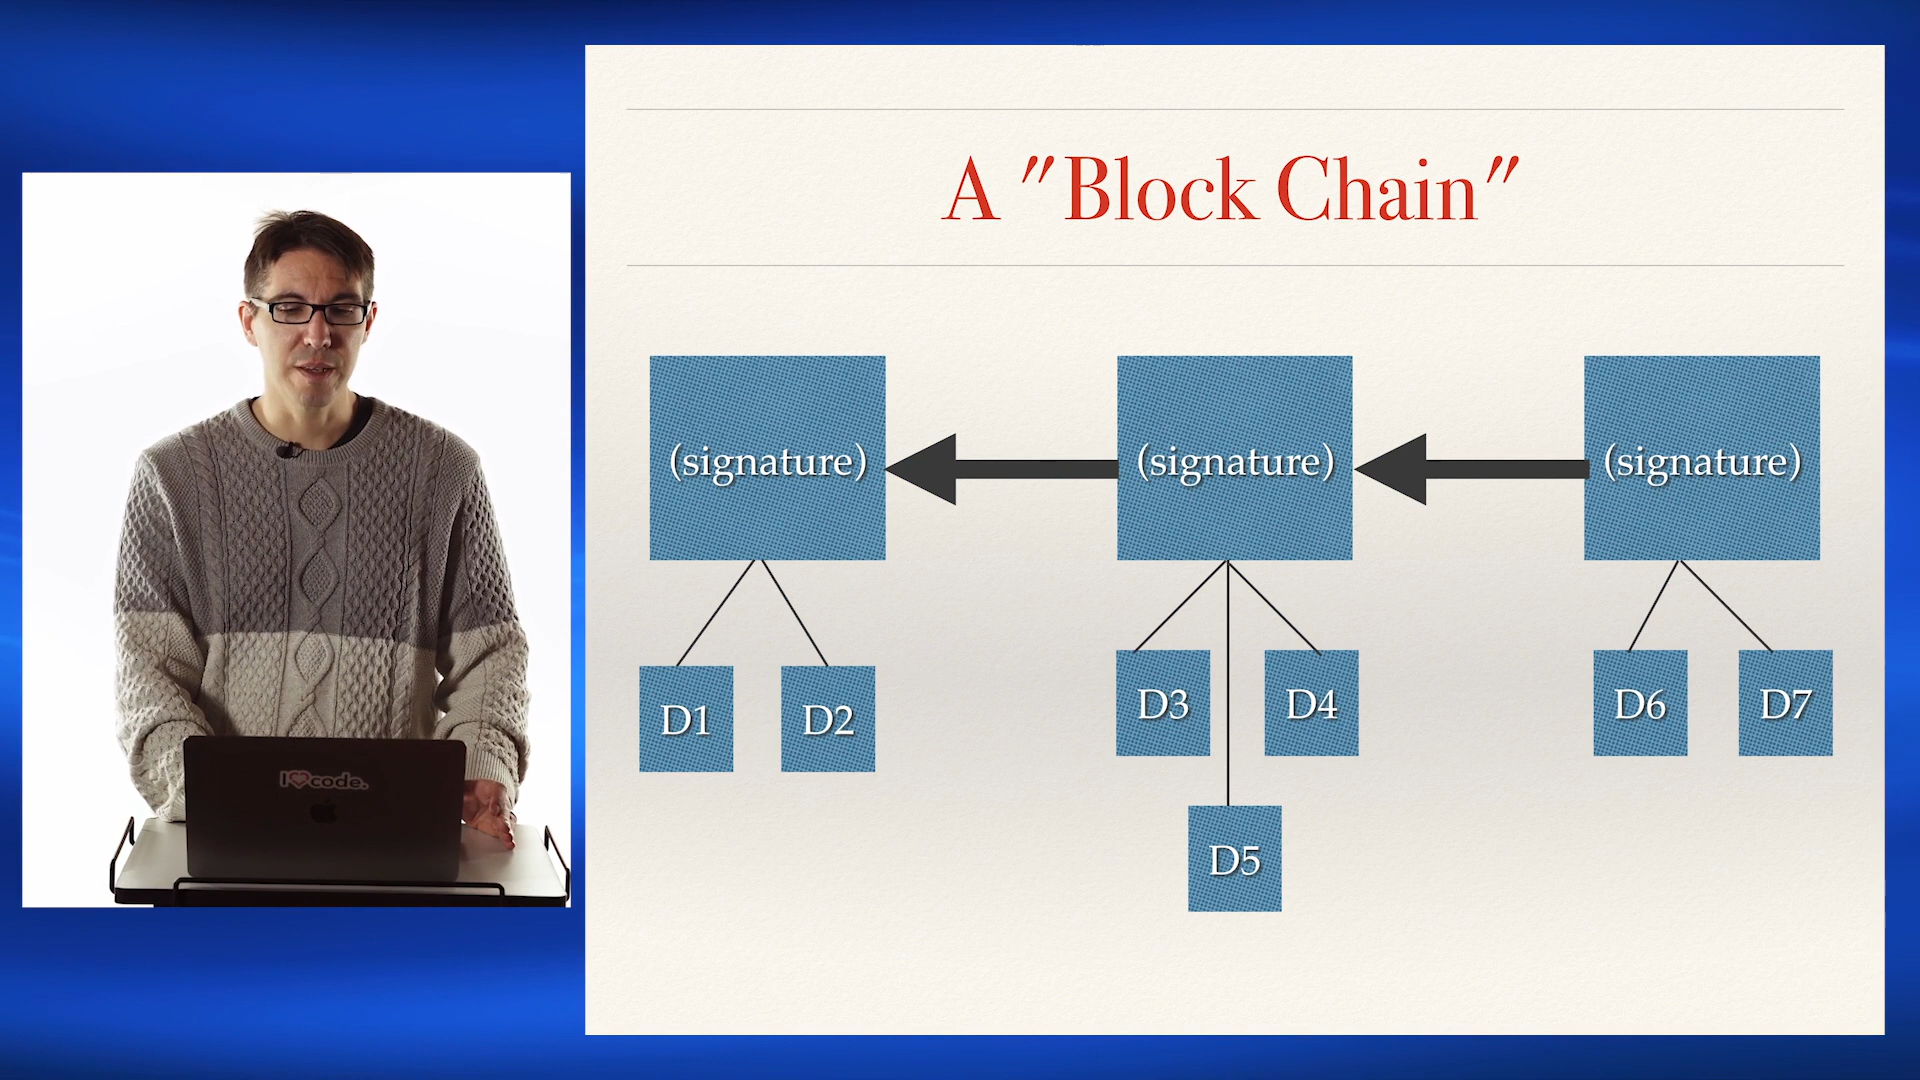 A "Block Chain"
(signature)
(signature)
(signature)
D1
D2
D3
D4
D5
D6
D7
I❤code.